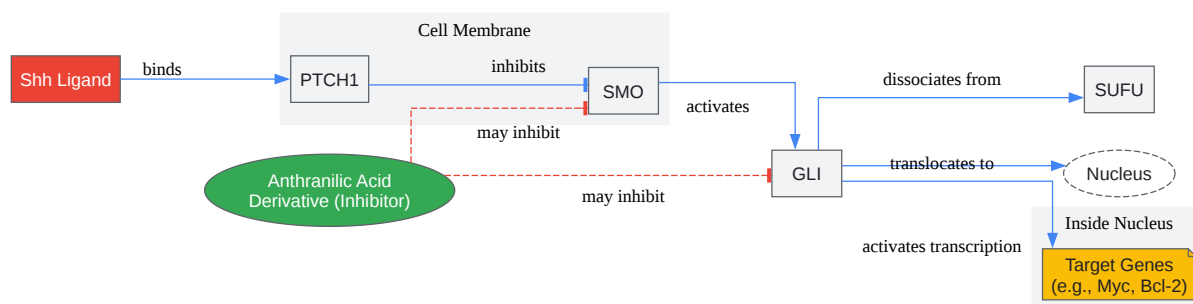 Cell Membrane
Shh Ligand
binds
PTCH1
inhibits
SMO
activates
dissociates from
SUFU
may inhibit
Anthranilic Acid
Derivative (Inhibitor)
may inhibit
GLI
translocates to
Nucleus
Inside Nucleus
activates transcription
Target Genes
(e.g., Myc, Bcl-2)